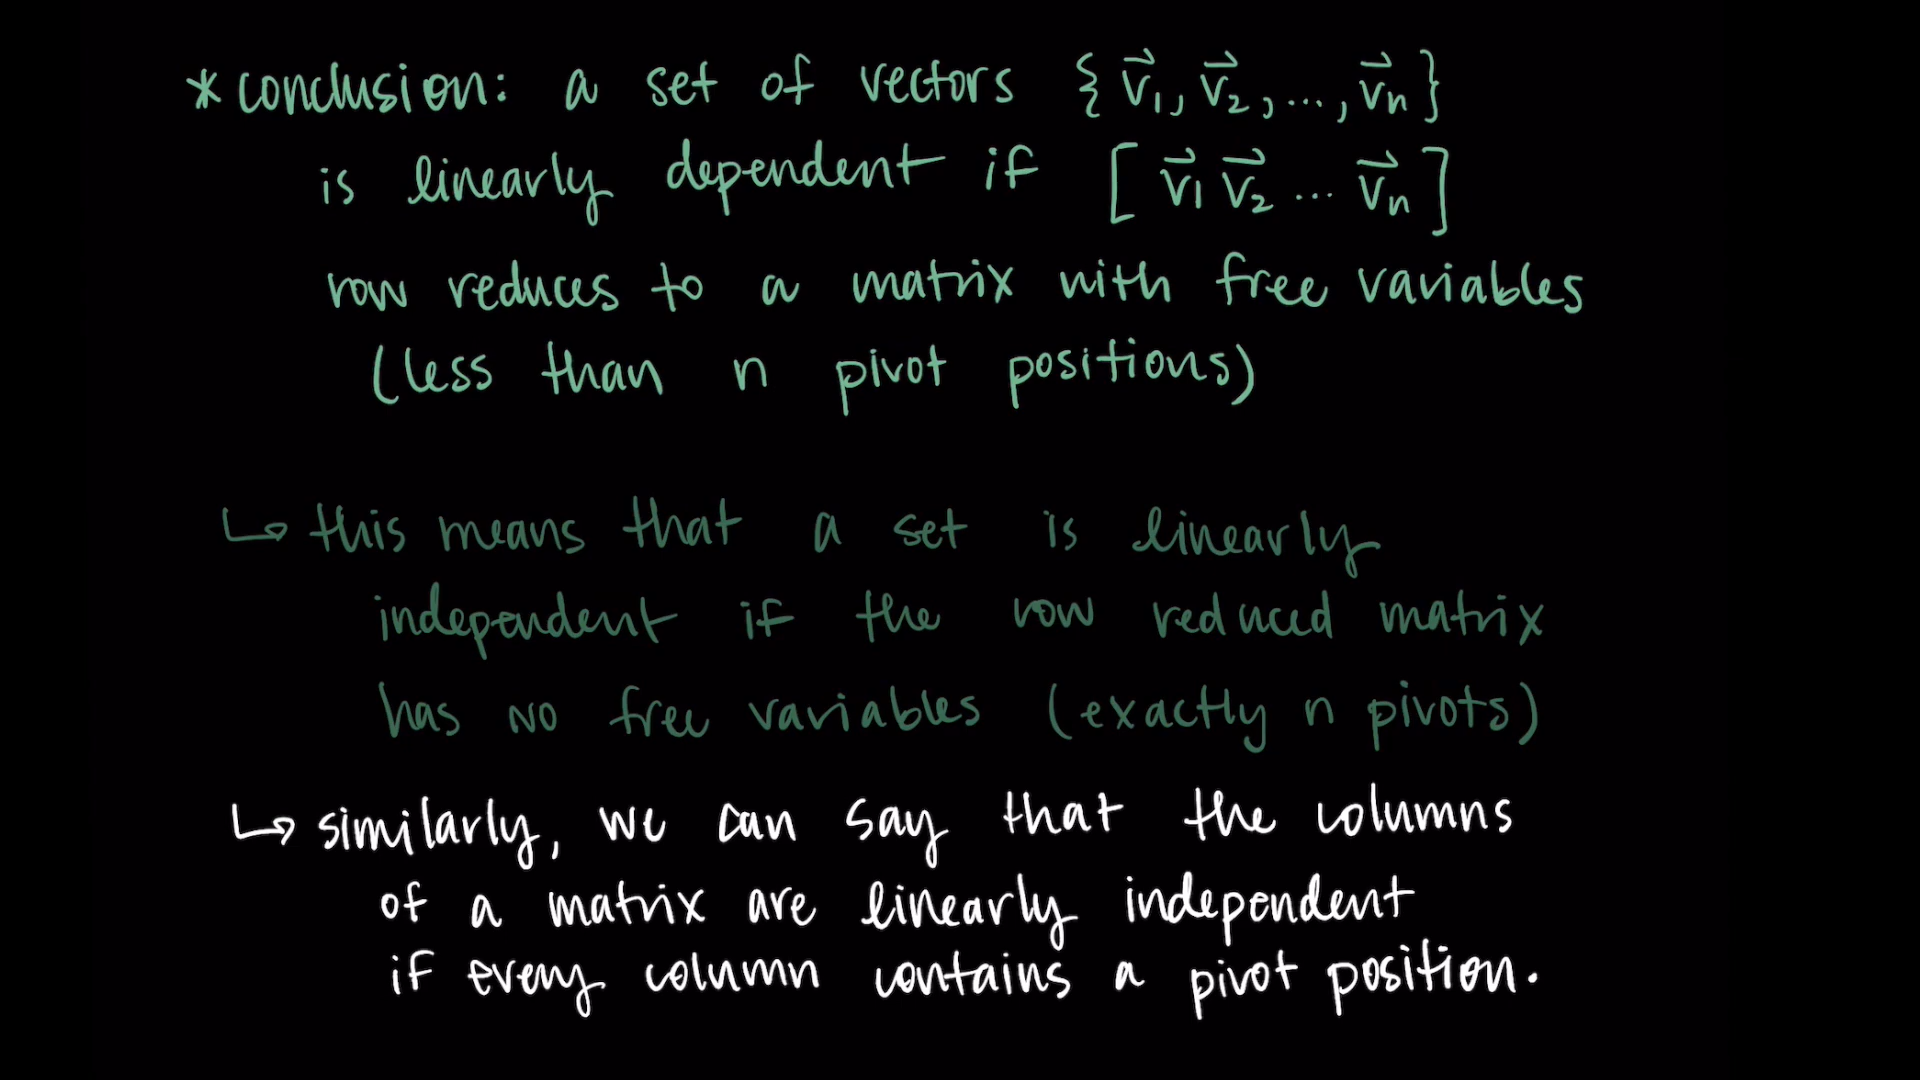 * conclusion: a set of vectors {v⃗₁, v⃗₂, ..., v⃗ₙ}
is linearly dependent if [v⃗₁ v⃗₂ ... v⃗ₙ]
row reduces to a matrix with free variables
(less than n pivot positions)
↳ this means that a set is linearly
independent if the row reduced matrix
has NO free variables (exactly n pivots)
↳ similarly, we can say that the columns
of a matrix are linearly independent
if every column contains a pivot position.